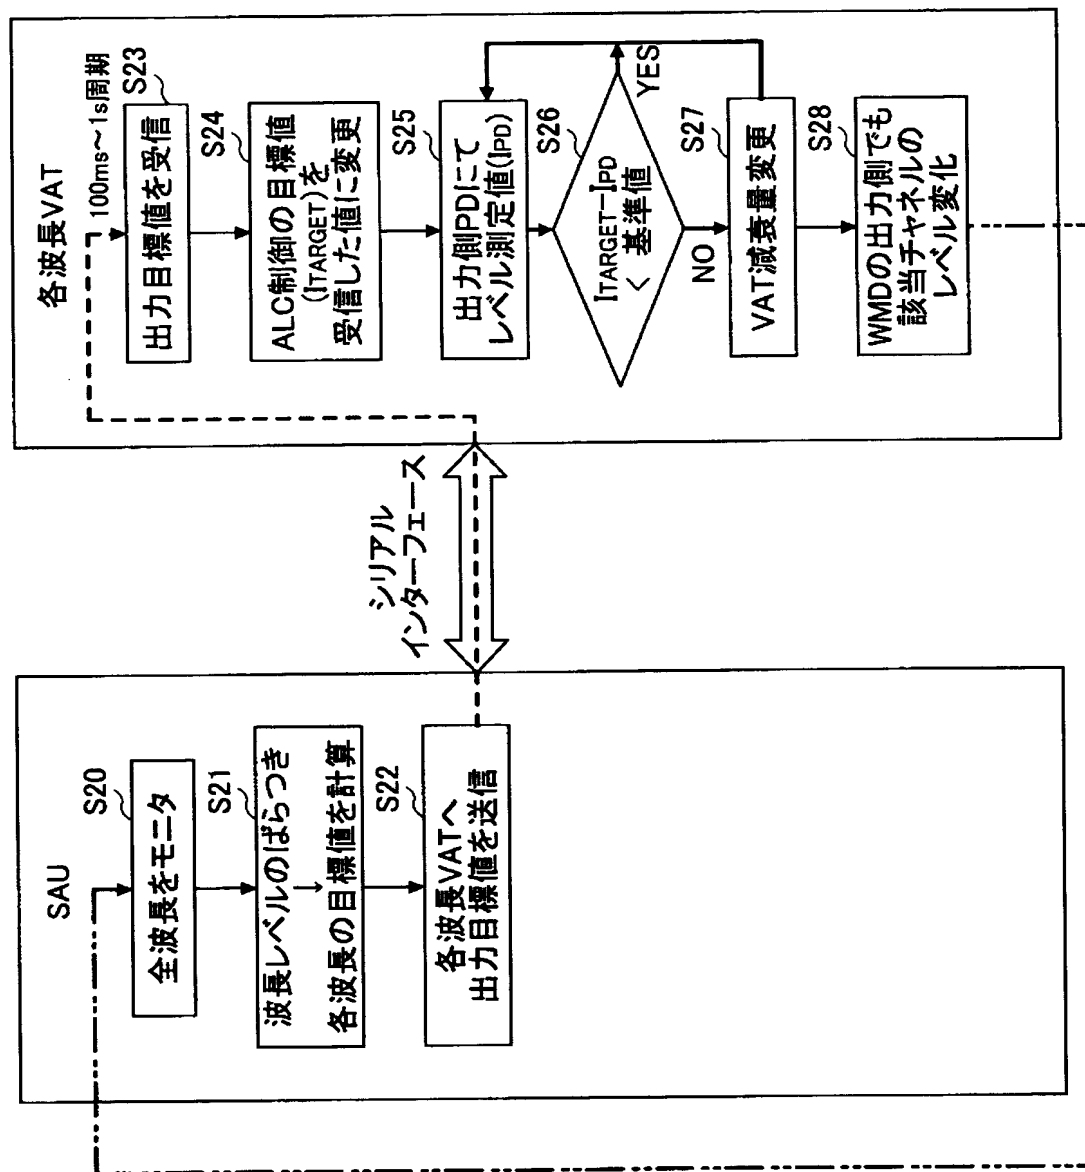 SAU
S20
全波長をモニタ
S21
波長レベルのばらつき
↓
各波長の目標値を計算
S22
各波長VATへ
出力目標値を送信
シリアル
インターフェース
各波長VAT
100ms~1s周期
S23
出力目標値を受信
S24
ALC制御の目標値
(ITARGET)を
受信した値に変更
S25
出力側PDにて
レベル測定値(IPD)
S26
ITARGET−IPD
< 基準値
YES
NO
S27
VAT減衰量変更
S28
WMDの出力側でも
該当チャネルの
レベル変化